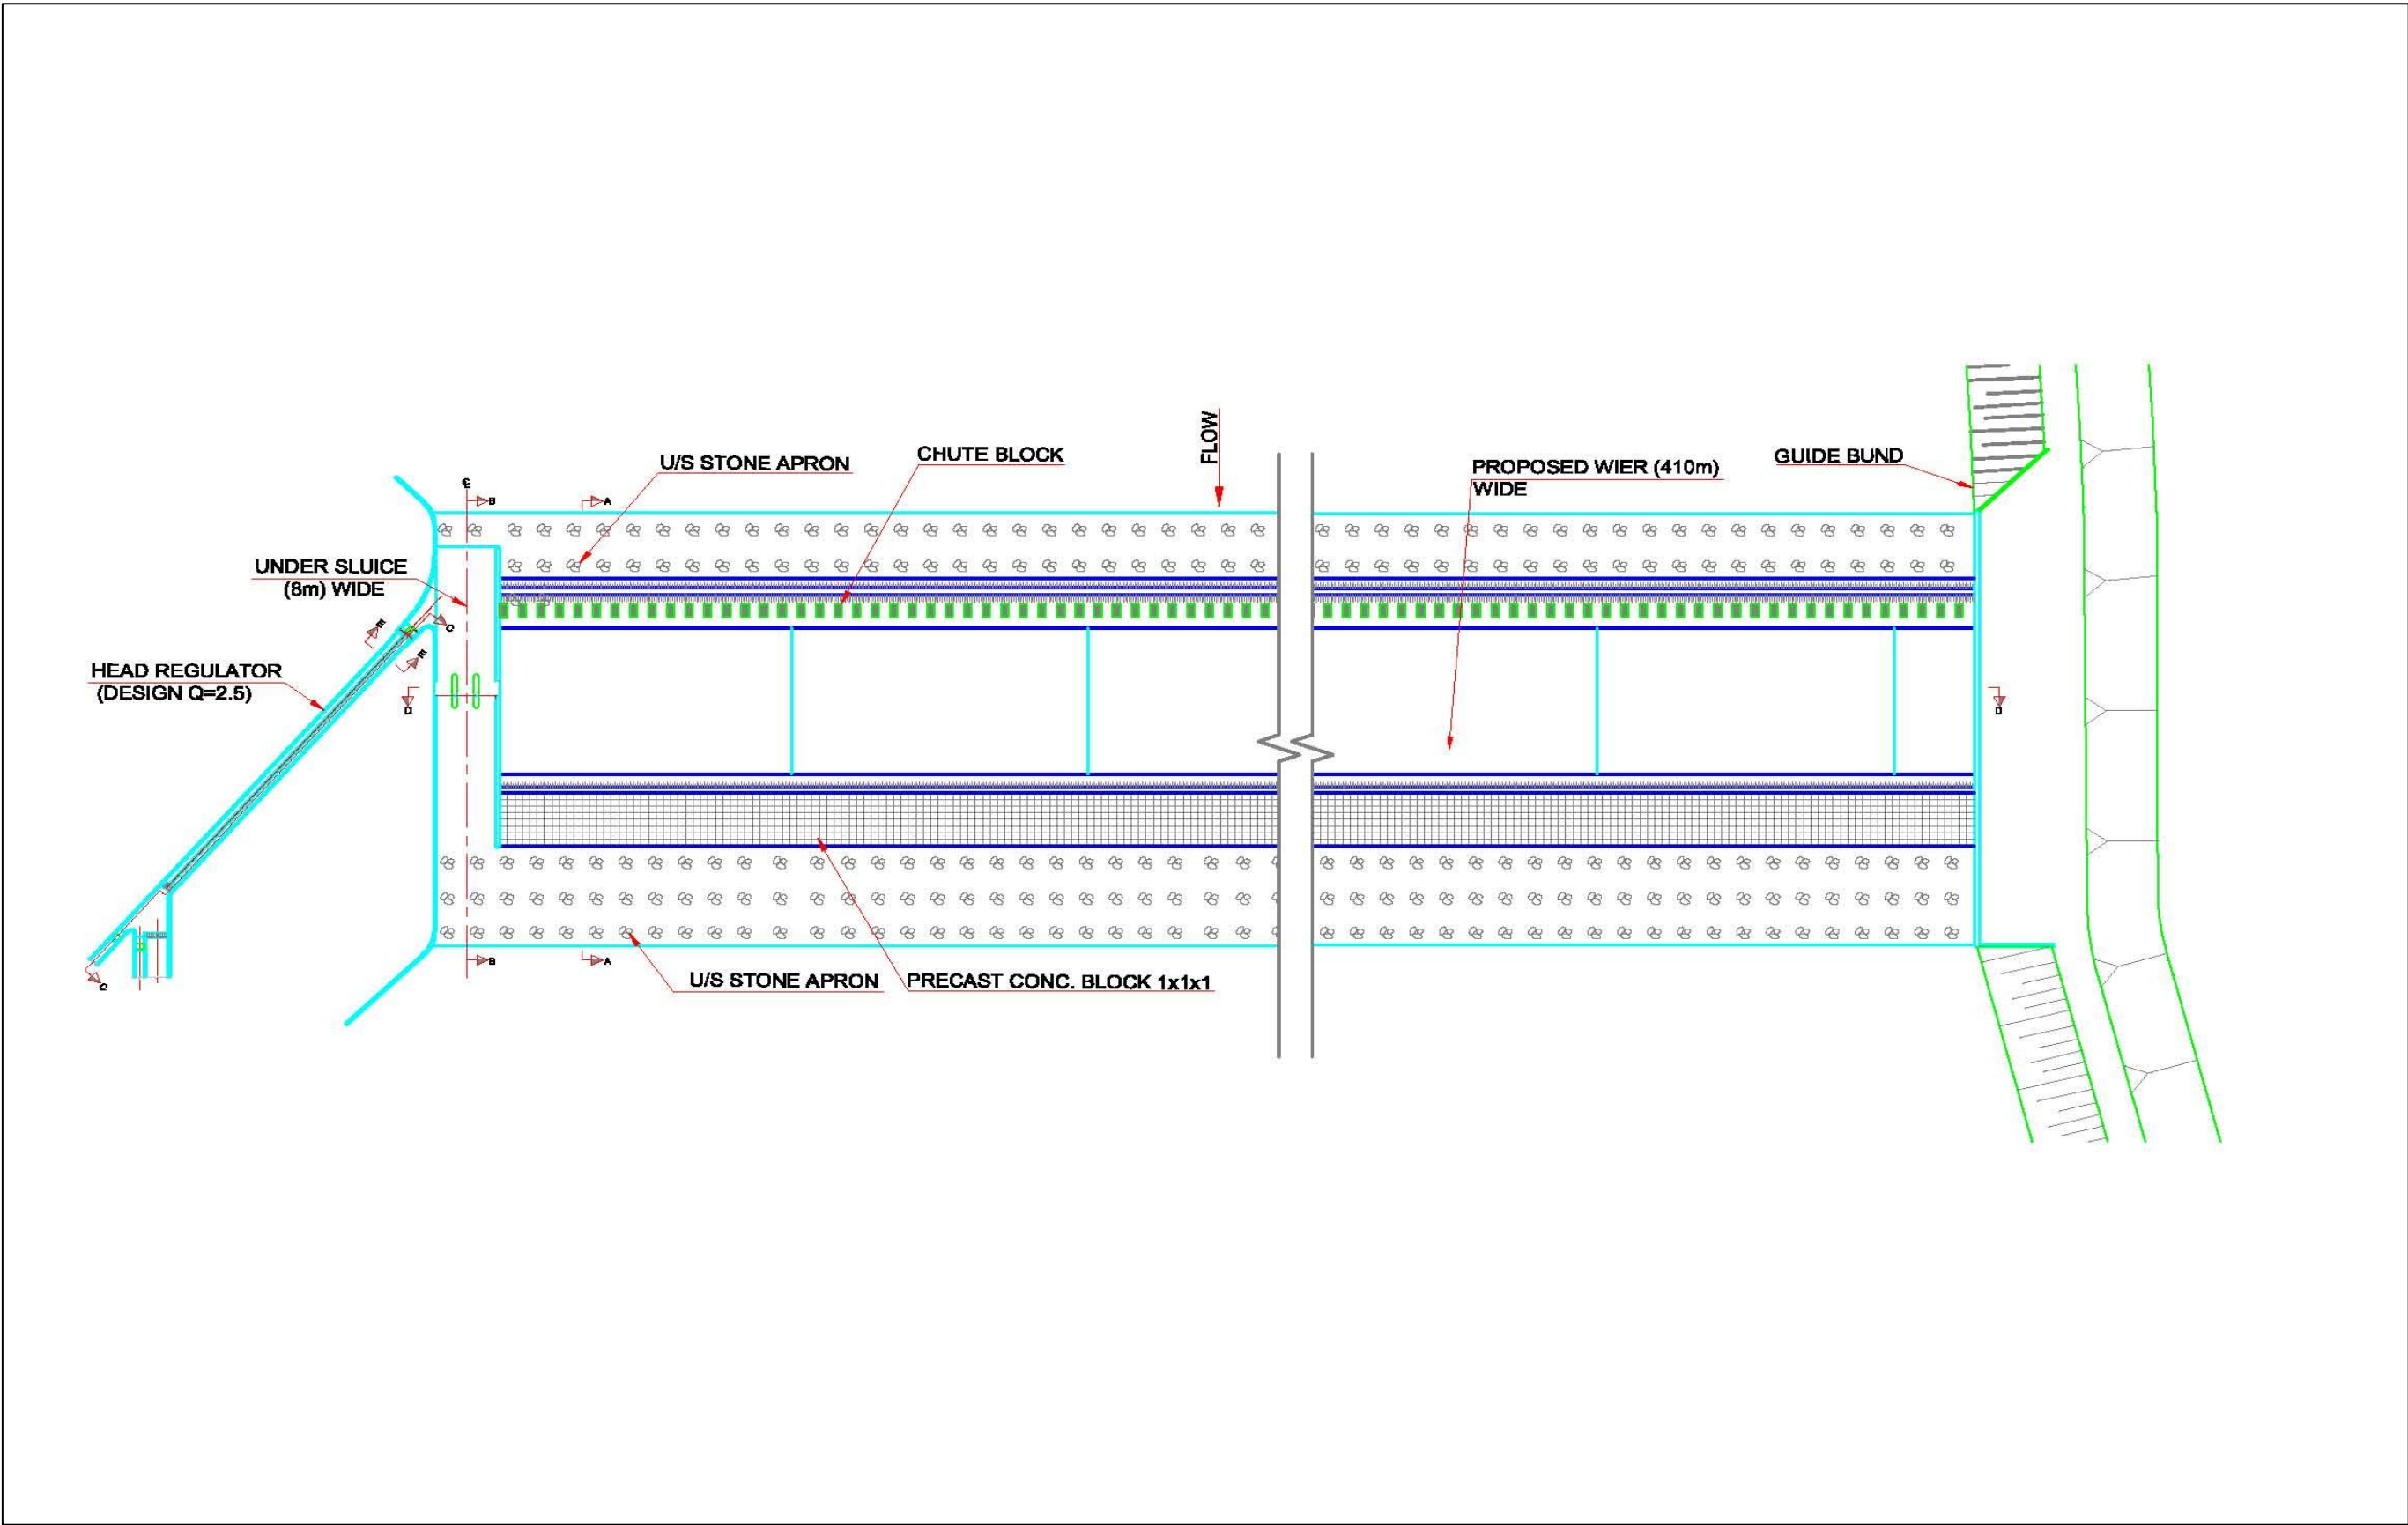 FLOW
U/S STONE APRON
CHUTE BLOCK
PROPOSED WIER (410m)
WIDE
GUIDE BUND
B
A
UNDER SLUICE
(8m) WIDE
E
C
E
HEAD REGULATOR
(DESIGN Q=2.5)
D
D
B
A
U/S STONE APRON
PRECAST CONC. BLOCK 1x1x1
C